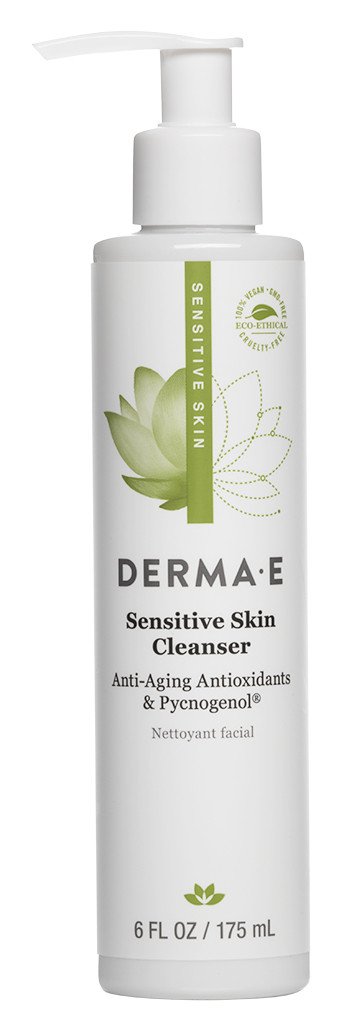 SENSITIVE SKIN
100% VEGAN • GMO-FREE
ECO-ETHICAL
CRUELTY-FREE
DERMA·E
Sensitive Skin
Cleanser
Anti-Aging Antioxidants
& Pycnogenol®
Nettoyant facial
6 FL OZ / 175 mL